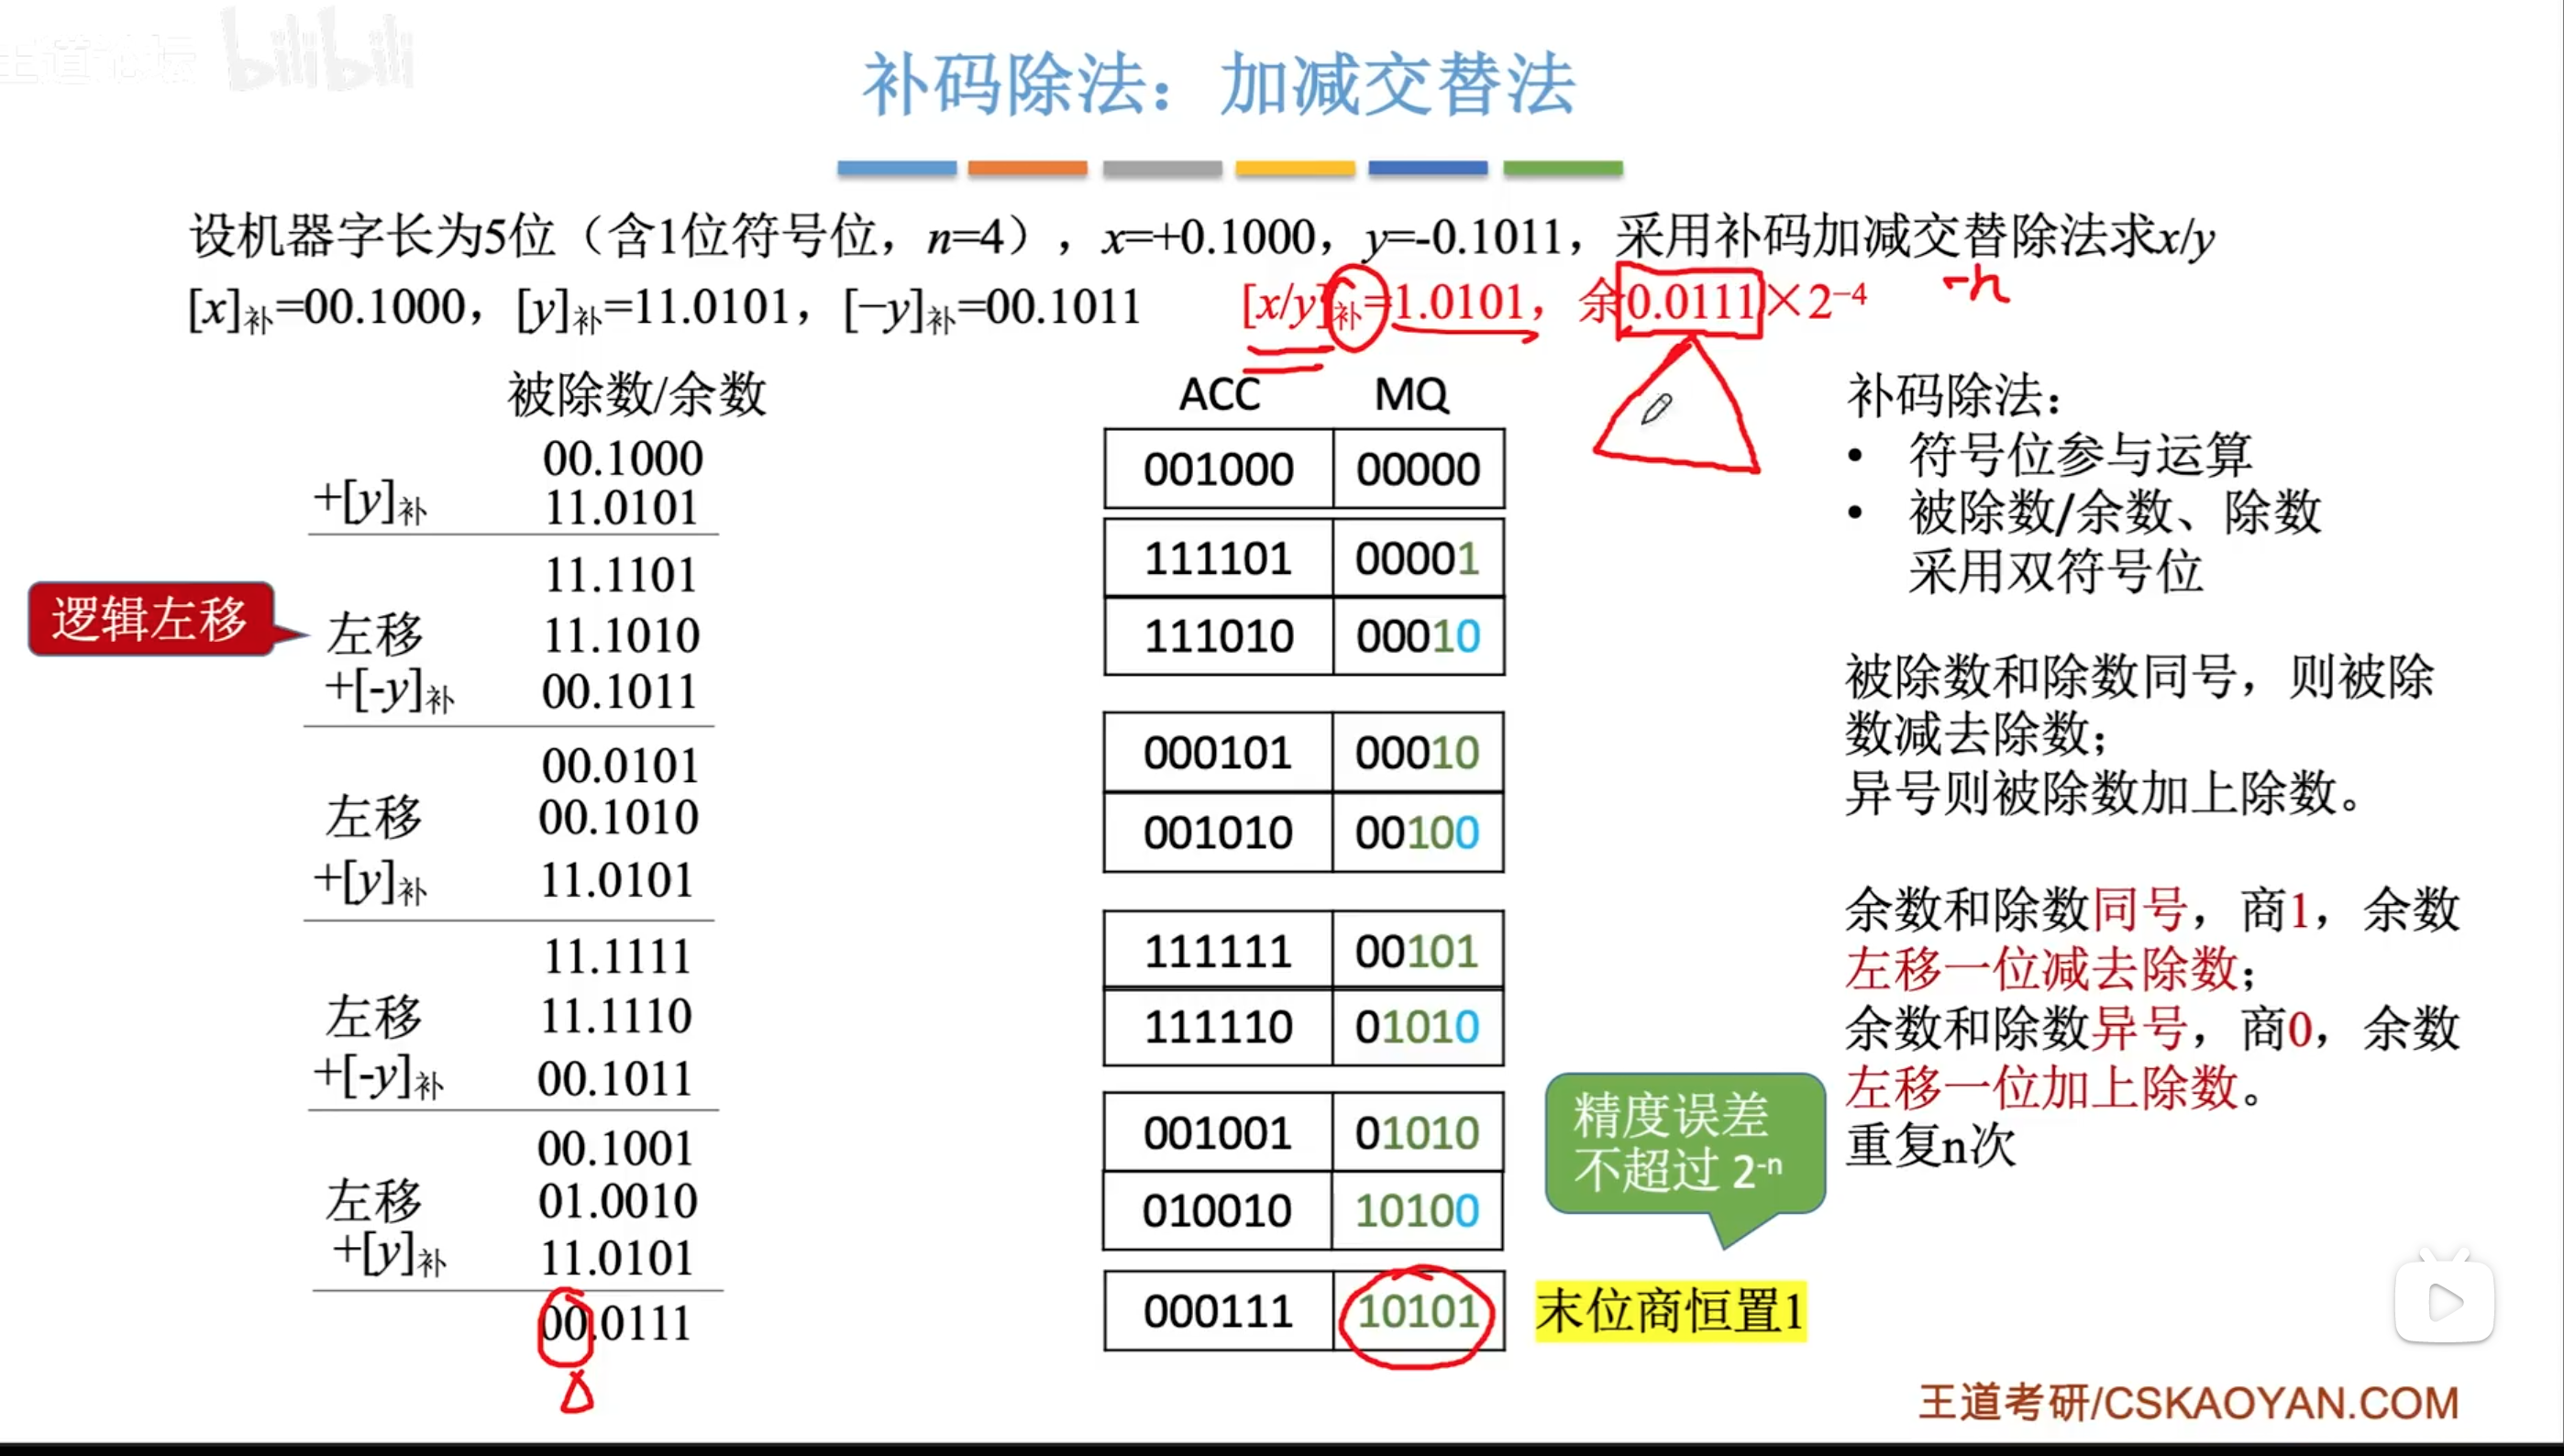 王道论坛 bilibili
补码除法：加减交替法
设机器字长为5位（含1位符号位，n=4），x=+0.1000，y=-0.1011，采用补码加减交替除法求x/y
[x]补=00.1000，[y]补=11.0101，[−y]补=00.1011
[x/y]补=1.0101，余0.0111×2⁻⁴
-n
被除数/余数
00.1000
+[y]补 11.0101
11.1101
逻辑左移
左移 11.1010
+[-y]补 00.1011
00.0101
左移 00.1010
+[y]补 11.0101
11.1111
左移 11.1110
+[-y]补 00.1011
00.1001
左移 01.0010
+[y]补 11.0101
00.0111
ACC MQ
001000 00000
111101 00001
111010 00010
000101 00010
001010 00100
111111 00101
111110 01010
001001 01010
010010 10100
000111 10101
末位商恒置1
精度误差
不超过 2⁻ⁿ
补码除法：
• 符号位参与运算
• 被除数/余数、除数
采用双符号位
被除数和除数同号，则被除
数减去除数；
异号则被除数加上除数。
余数和除数同号，商1，余数
左移一位减去除数；
余数和除数异号，商0，余数
左移一位加上除数。
重复n次
王道考研/CSKAOYAN.COM